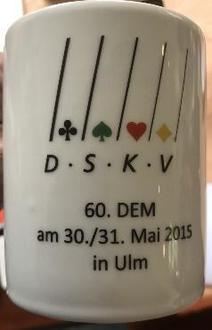 D · S · K · V
60. DEM
am 30./31. Mai 2015
in Ulm